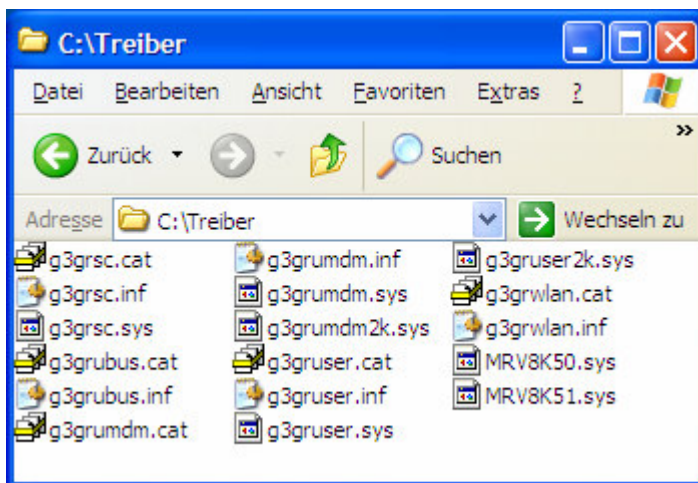 C:\Treiber
Datei Bearbeiten Ansicht Favoriten Extras ?
Zurück Suchen »
Adresse C:\Treiber Wechseln zu
g3grsc.cat g3grumdm.inf g3gruser2k.sys
g3grsc.inf g3grumdm.sys g3grwlan.cat
g3grsc.sys g3grumdm2k.sys g3grwlan.inf
g3grubus.cat g3gruser.cat MRV8K50.sys
g3grubus.inf g3gruser.inf MRV8K51.sys
g3grumdm.cat g3gruser.sys